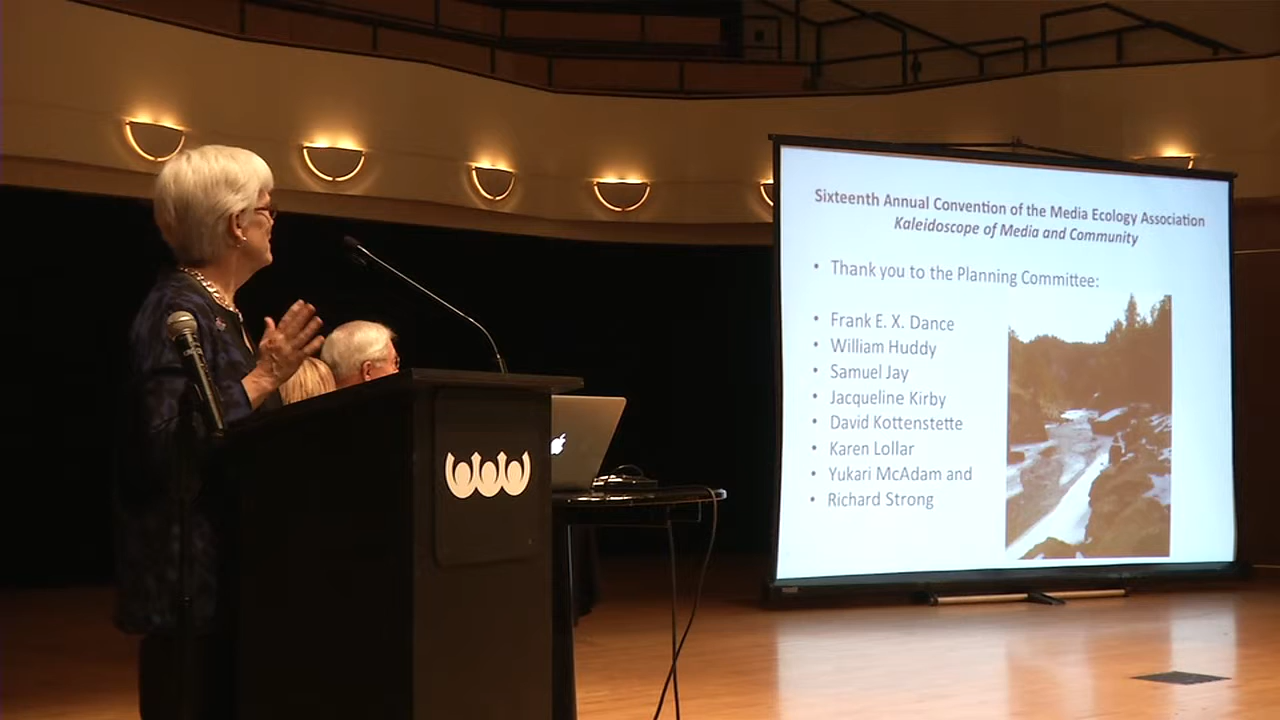 Sixteenth Annual Convention of the Media Ecology Association
Kaleidoscope of Media and Community
• Thank you to the Planning Committee:
• Frank E. X. Dance
• William Huddy
• Samuel Jay
• Jacqueline Kirby
• David Kottenstette
• Karen Lollar
• Yukari McAdam and
• Richard Strong